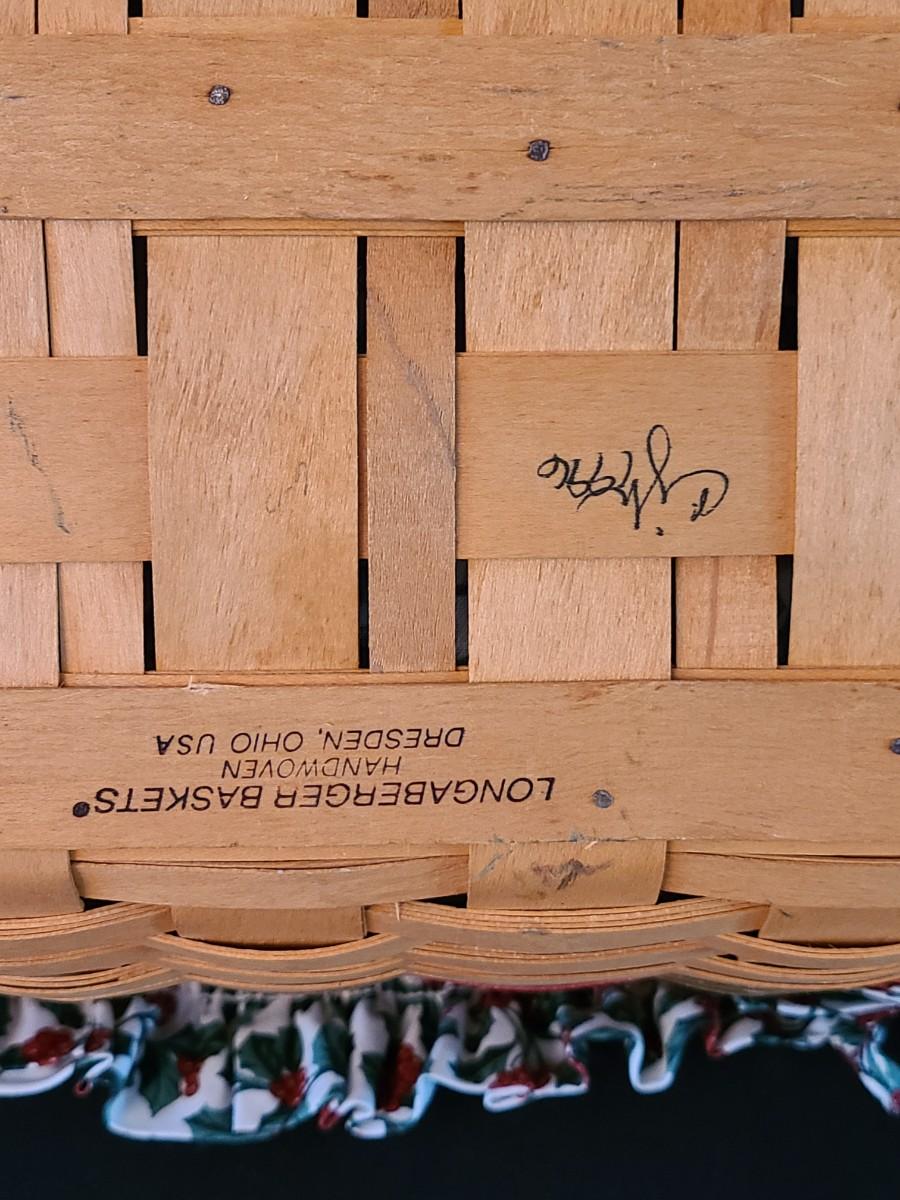 LONGABERGER BASKETS®
HANDWOVEN
DRESDEN, OHIO USA